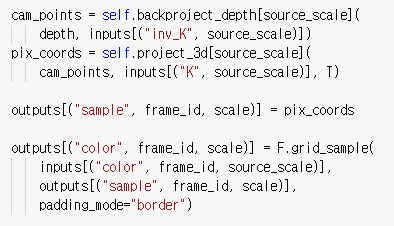 cam_points = self.backproject_depth[source_scale](
    depth, inputs[("inv_K", source_scale)])
pix_coords = self.project_3d[source_scale](
    cam_points, inputs[("K", source_scale)], T)

outputs[("sample", frame_id, scale)] = pix_coords

outputs[("color", frame_id, scale)] = F.grid_sample(
    inputs[("color", frame_id, source_scale)],
    outputs[("sample", frame_id, scale)],
    padding_mode="border")